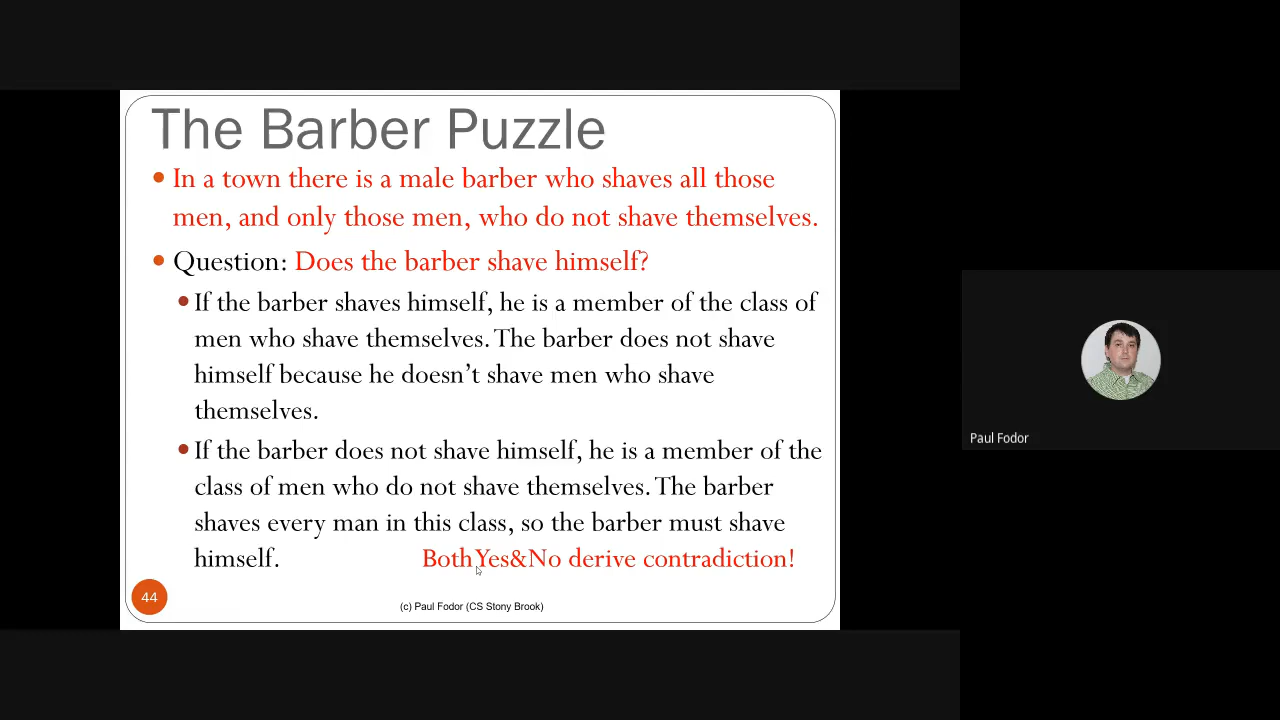 The Barber Puzzle
• In a town there is a male barber who shaves all those
men, and only those men, who do not shave themselves.
• Question: Does the barber shave himself?
• If the barber shaves himself, he is a member of the class of
men who shave themselves. The barber does not shave
himself because he doesn’t shave men who shave
themselves.
• If the barber does not shave himself, he is a member of the
class of men who do not shave themselves. The barber
shaves every man in this class, so the barber must shave
himself. Both Yes&No derive contradiction!
44
(c) Paul Fodor (CS Stony Brook)
Paul Fodor